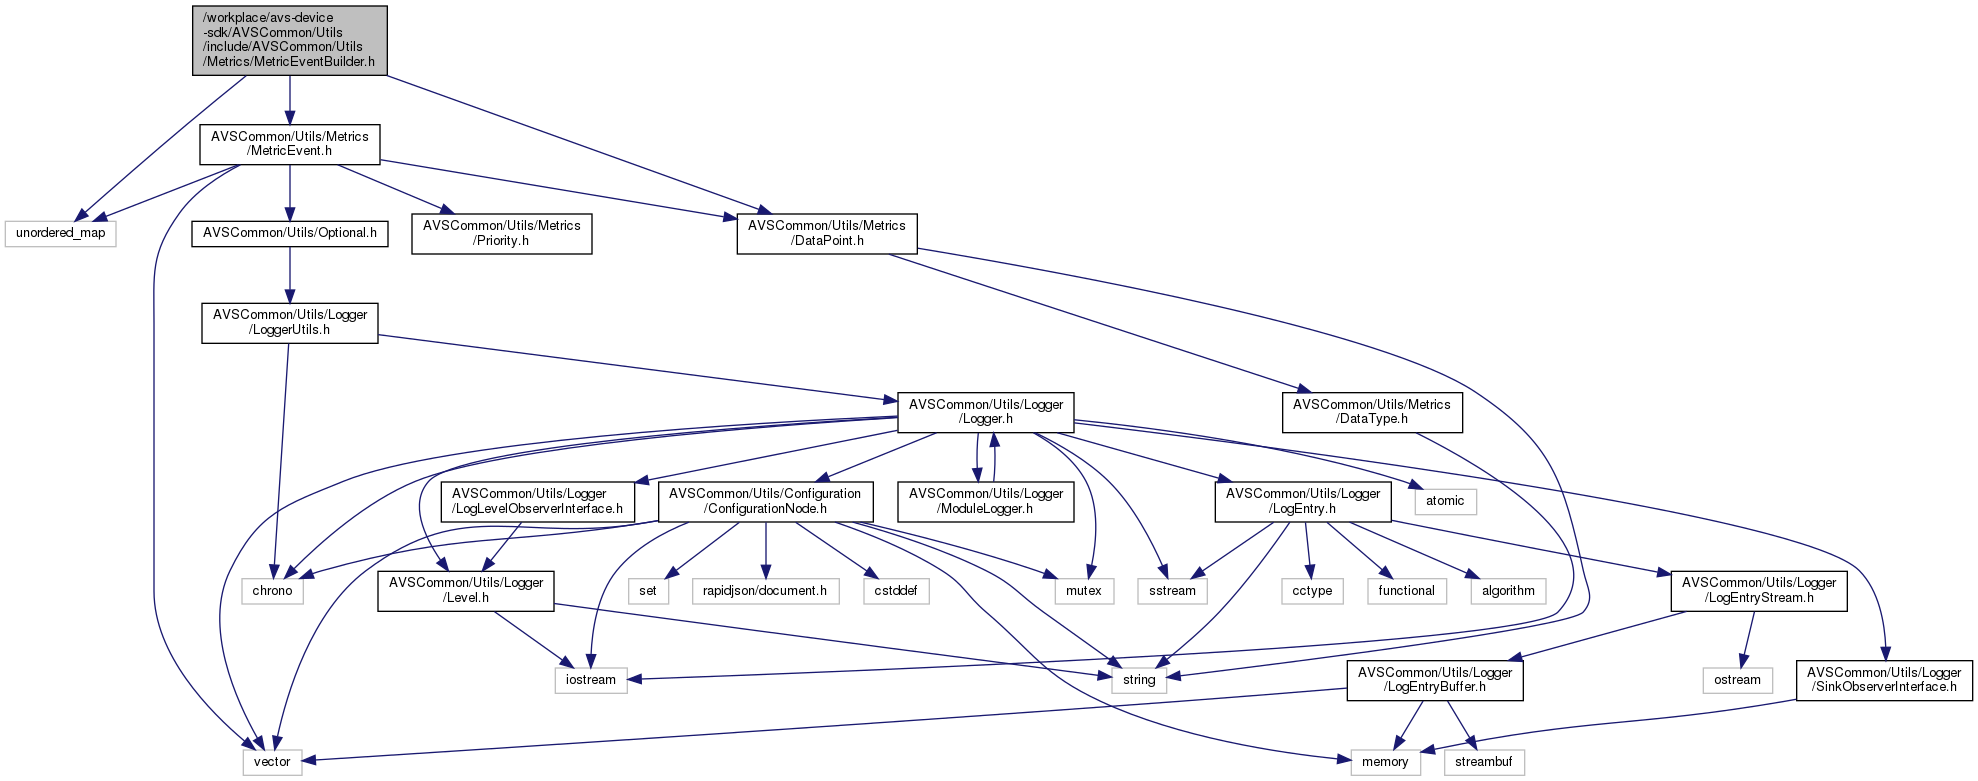 /workplace/avs-device
-sdk/AVSCommon/Utils
/include/AVSCommon/Utils
/Metrics/MetricEventBuilder.h
AVSCommon/Utils/Metrics
/MetricEvent.h
unordered_map
AVSCommon/Utils/Optional.h
AVSCommon/Utils/Metrics
/Priority.h
AVSCommon/Utils/Metrics
/DataPoint.h
AVSCommon/Utils/Logger
/LoggerUtils.h
AVSCommon/Utils/Logger
/Logger.h
AVSCommon/Utils/Metrics
/DataType.h
AVSCommon/Utils/Logger
/LogLevelObserverInterface.h
AVSCommon/Utils/Configuration
/ConfigurationNode.h
AVSCommon/Utils/Logger
/ModuleLogger.h
AVSCommon/Utils/Logger
/LogEntry.h
atomic
chrono
AVSCommon/Utils/Logger
/Level.h
set
rapidjson/document.h
cstddef
mutex
sstream
cctype
functional
algorithm
AVSCommon/Utils/Logger
/LogEntryStream.h
iostream
string
AVSCommon/Utils/Logger
/LogEntryBuffer.h
ostream
AVSCommon/Utils/Logger
/SinkObserverInterface.h
vector
memory
streambuf